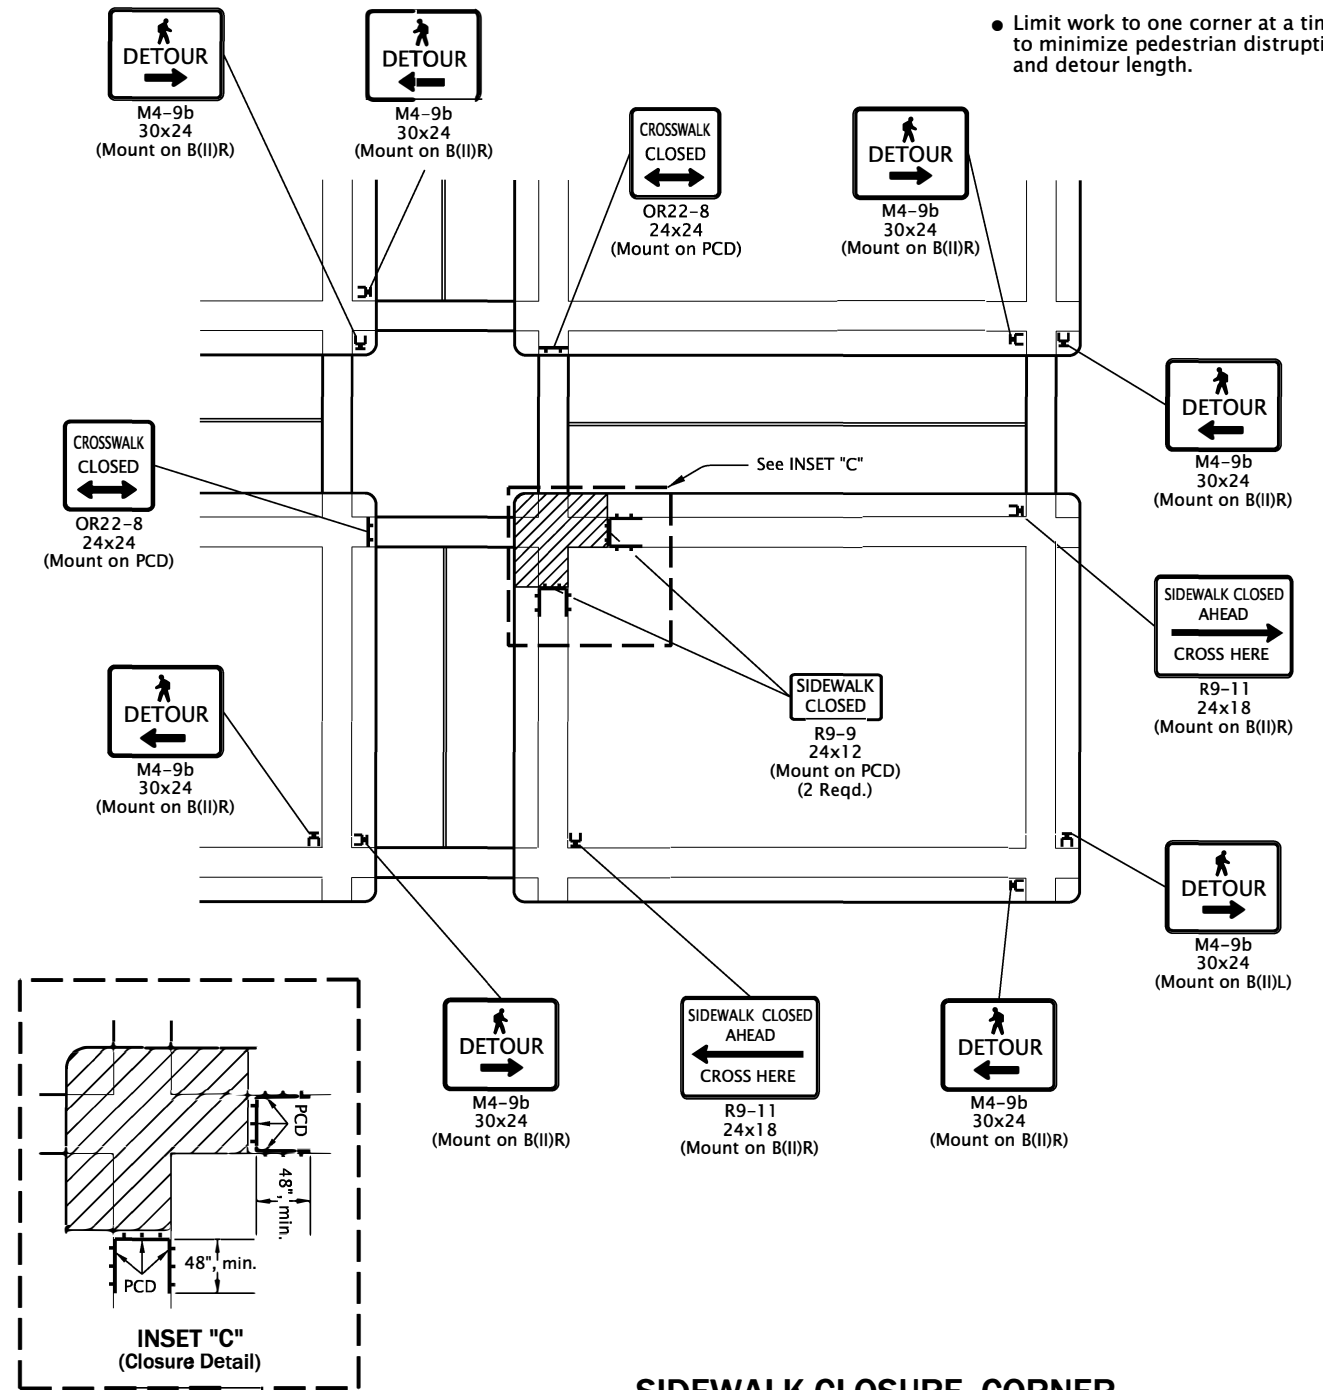 ● Limit work to one corner at a tim
to minimize pedestrian distrupti
and detour length.
DETOUR
M4-9b
30x24
(Mount on B(II)R)
DETOUR
M4-9b
30x24
(Mount on B(II)R)
CROSSWALK
CLOSED
OR22-8
24x24
(Mount on PCD)
DETOUR
M4-9b
30x24
(Mount on B(II)R)
DETOUR
M4-9b
30x24
(Mount on B(II)R)
CROSSWALK
CLOSED
OR22-8
24x24
(Mount on PCD)
See INSET "C"
SIDEWALK CLOSED
AHEAD
CROSS HERE
R9-11
24x18
(Mount on B(II)R)
SIDEWALK
CLOSED
R9-9
24x12
(Mount on PCD)
(2 Reqd.)
DETOUR
M4-9b
30x24
(Mount on B(II)R)
DETOUR
M4-9b
30x24
(Mount on B(II)L)
DETOUR
M4-9b
30x24
(Mount on B(II)R)
SIDEWALK CLOSED
AHEAD
CROSS HERE
R9-11
24x18
(Mount on B(II)R)
DETOUR
M4-9b
30x24
(Mount on B(II)R)
PCD
48", min.
48", min.
PCD
INSET "C"
(Closure Detail)
SIDEWALK CLOSURE, CORNER